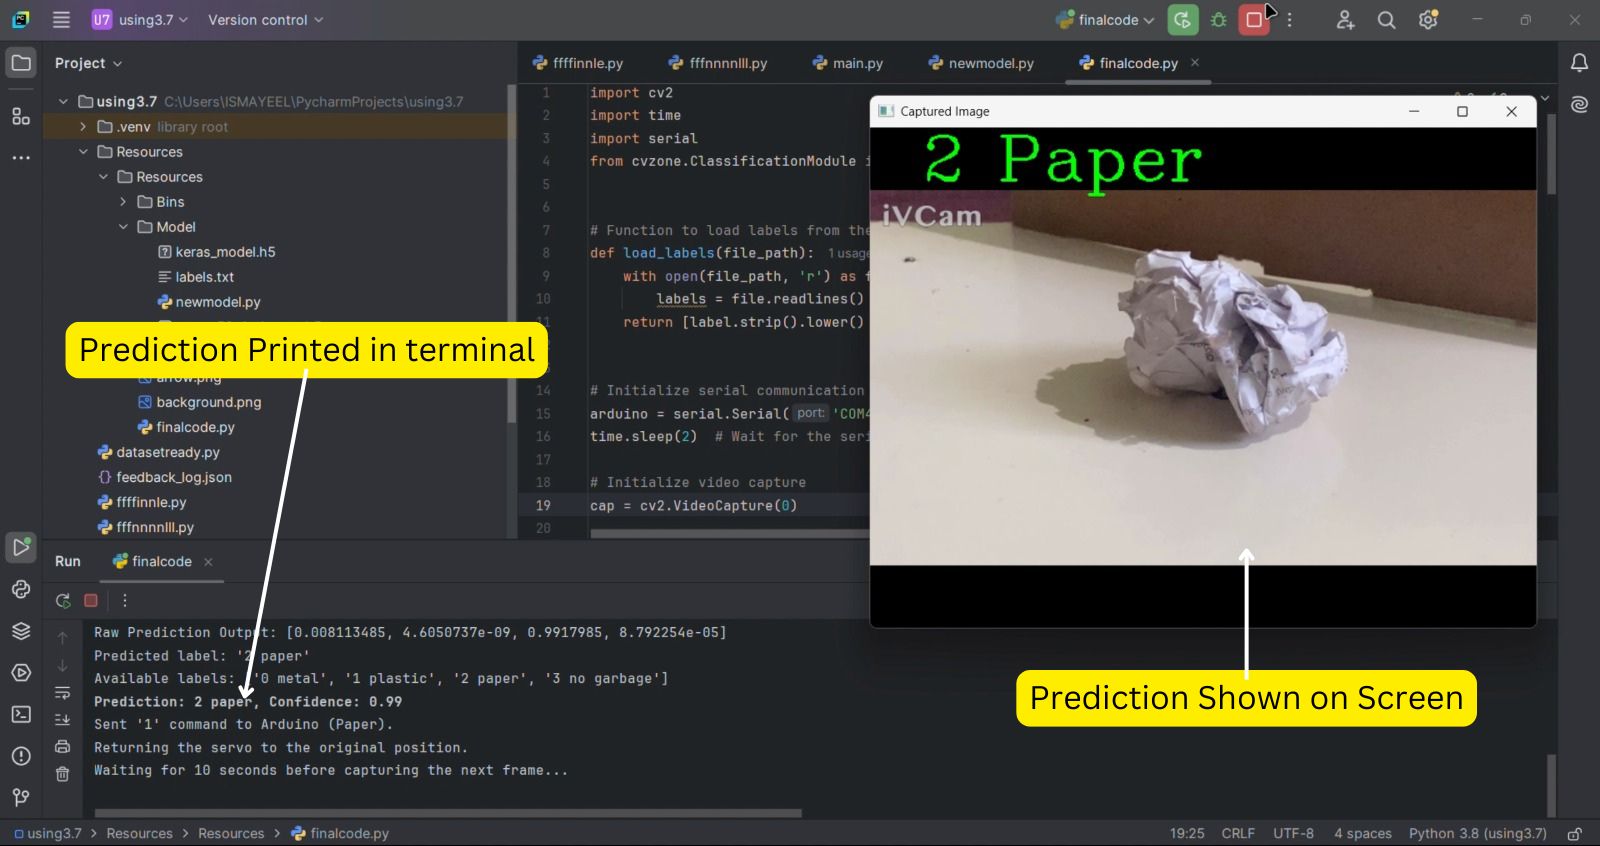 U7 using3.7 Version control finalcode
Project
using3.7 C:\Users\ISMAYEEL\PycharmProjects\using3.7
.venv library root
Resources
Resources
Bins
Model
keras_model.h5
labels.txt
newmodel.py
Prediction Printed in terminal
arrow.png
background.png
finalcode.py
datasetready.py
feedback_log.json
ffffinnle.py
fffnnnnlll.py
ffffinnle.py fffnnnnlll.py main.py newmodel.py finalcode.py
1 import cv2
2 import time
3 import serial
4 from cvzone.ClassificationModule
5
6
7 # Function to load labels from the
8 def load_labels(file_path): 1 usage
9 with open(file_path, 'r') as f
10 labels = file.readlines()
11 return [label.strip().lower()
14 # Initialize serial communication
15 arduino = serial.Serial( port: 'COM4
16 time.sleep(2) # Wait for the seri
17
18 # Initialize video capture
19 cap = cv2.VideoCapture(0)
20
Captured Image
2 Paper
iVCam
Prediction Shown on Screen
Run finalcode
Raw Prediction Output: [0.008113485, 4.6050737e-09, 0.9917985, 8.792254e-05]
Predicted label: '2 paper'
Available labels: ['0 metal', '1 plastic', '2 paper', '3 no garbage']
Prediction: 2 paper, Confidence: 0.99
Sent '1' command to Arduino (Paper).
Returning the servo to the original position.
Waiting for 10 seconds before capturing the next frame...
using3.7 > Resources > Resources > finalcode.py 19:25 CRLF UTF-8 4 spaces Python 3.8 (using3.7)